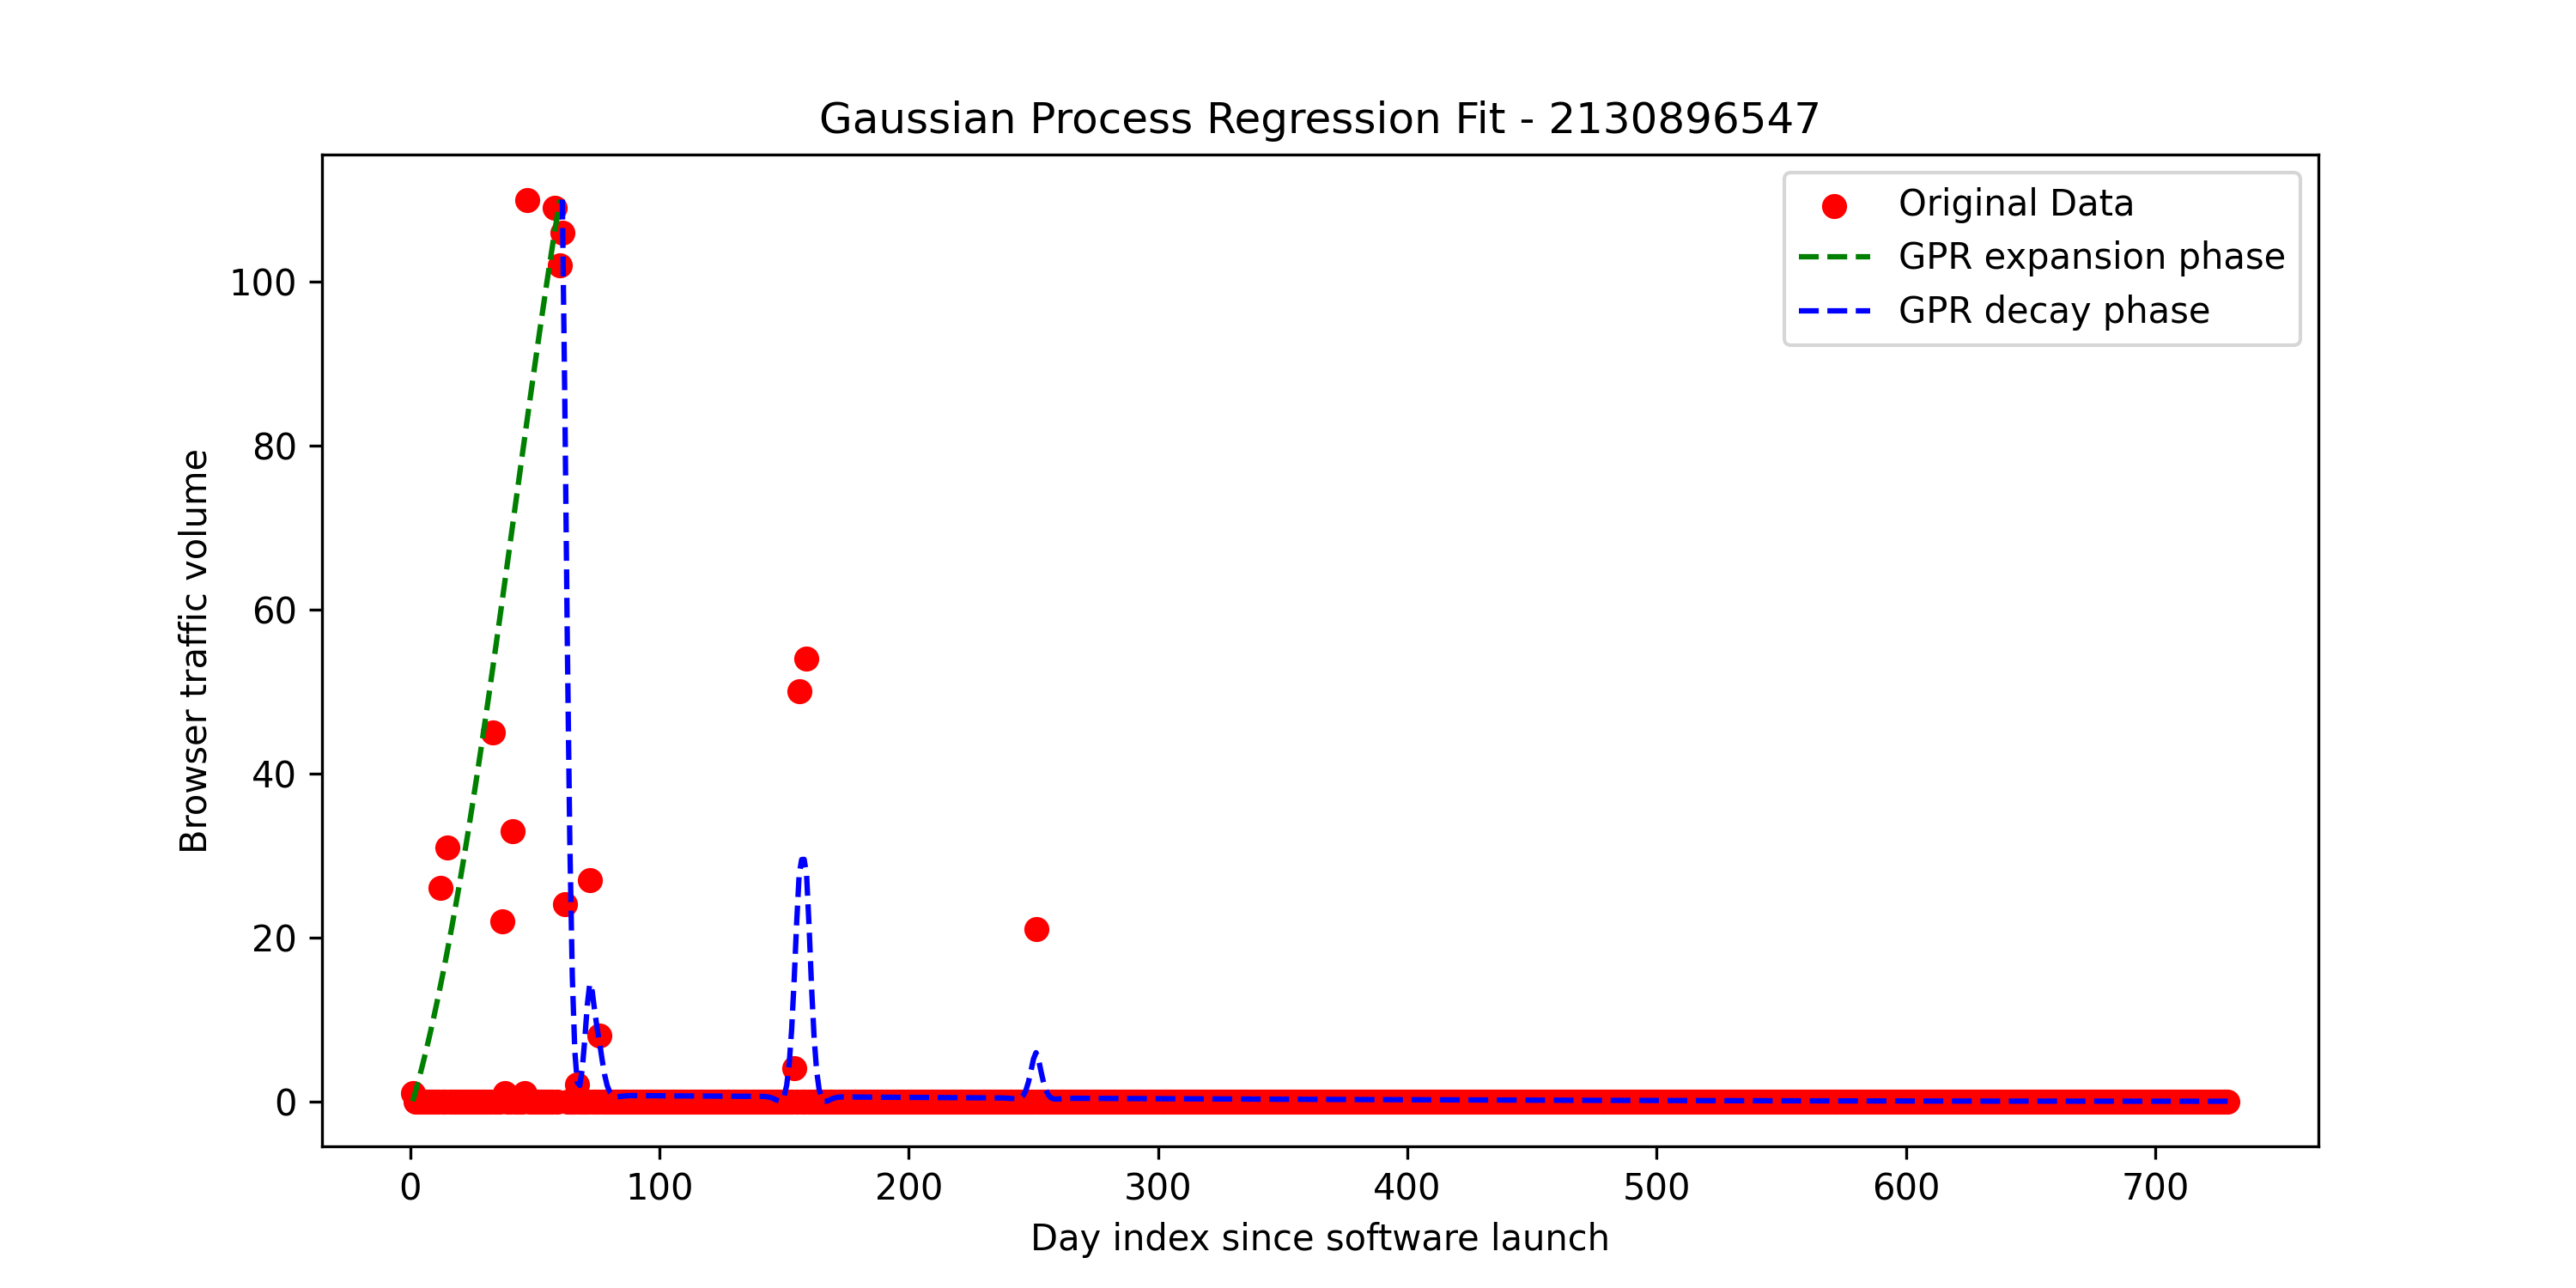 Gaussian Process Regression Fit - 2130896547
Original Data
GPR expansion phase
GPR decay phase
Browser traffic volume
100
80
60
40
20
0
0 100 200 300 400 500 600 700
Day index since software launch